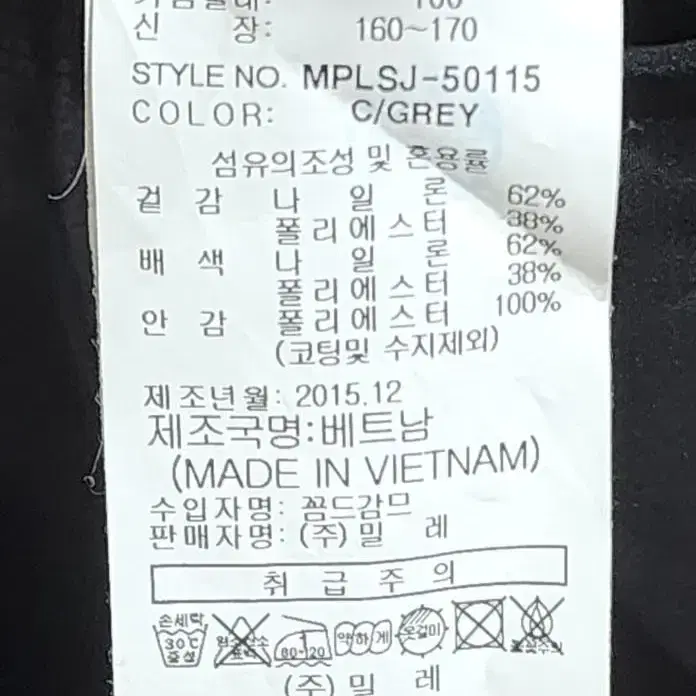 신 장: 160~170
STYLE NO. MPLSJ-50115
COLOR: C/GREY
섬유의조성 및 혼용률
겉 감 나 일 론 62%
폴 리 에 스 터 38%
배 색 나 일 론 62%
폴 리 에 스 터 38%
안 감 폴 리 에 스 터 100%
(코팅및 수지제외)
제 조년 월: 2015.12
제조국명:베트남
(MADE IN VIETNAM)
수입자명: 꼼드감므
판매자명: (주) 밀 레
취 급 주 의
손세탁 30℃ 중성
80~120
약하게
옷걸이
(주) 밀 레